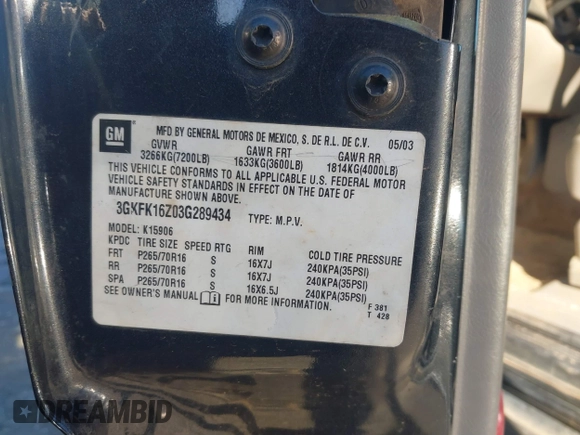 GM
MFD BY GENERAL MOTORS DE MEXICO, S. DE R.L. DE C.V. 05/03
GVWR GAWR FRT GAWR RR
3266KG(7200LB) 1633KG(3600LB) 1814KG(4000LB)
THIS VEHICLE CONFORMS TO ALL APPLICABLE U.S. FEDERAL MOTOR
VEHICLE SAFETY STANDARDS IN EFFECT ON THE DATE OF
MANUFACTURE SHOWN ABOVE.
3GKFK16Z03G289434 TYPE: M.P.V.
MODEL: K15906
KPDC TIRE SIZE SPEED RTG RIM COLD TIRE PRESSURE
FRT P265/70R16 S 16X7J 240KPA(35PSI)
RR P265/70R16 S 16X7J 240KPA(35PSI)
SPA P265/70R16 S 16X6.5J 240KPA(35PSI)
SEE OWNER'S MANUAL FOR MORE INFORMATION.
F 381
T 428
DREAMBID